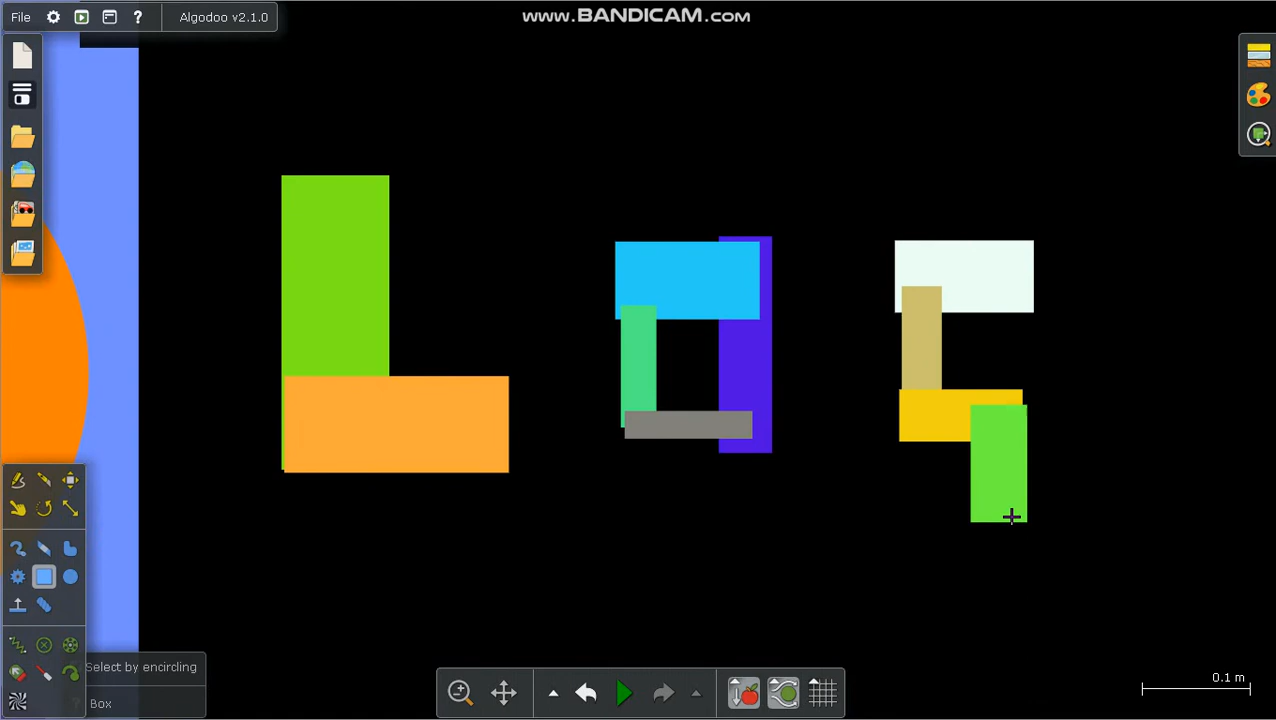 www.BANDICAM.com
File ? Algodoo v2.1.0
Select by encircling
Box
0.1 m